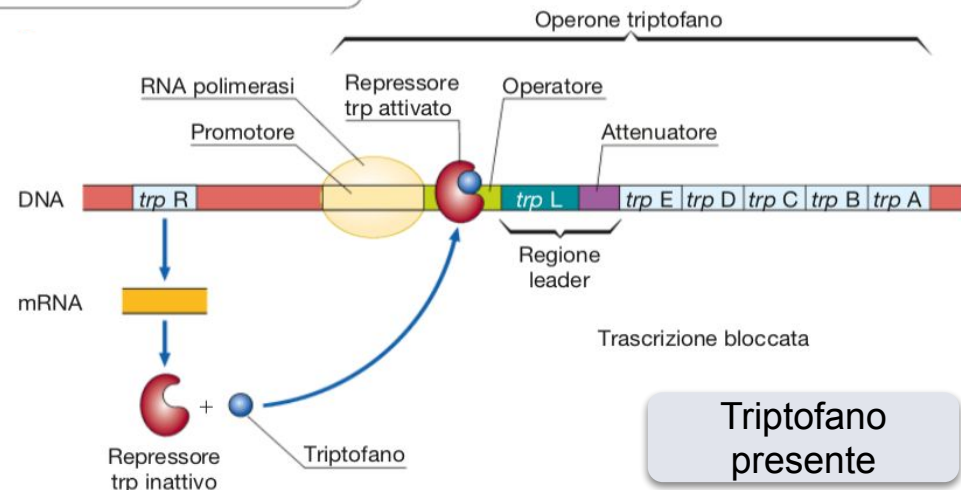 Operone triptofano
RNA polimerasi
Repressore
trp attivato
Operatore
Promotore
Attenuatore
DNA
trp R
trp L
trp E
trp D
trp C
trp B
trp A
Regione
leader
mRNA
Trascrizione bloccata
+
Repressore
trp inattivo
Triptofano
Triptofano
presente